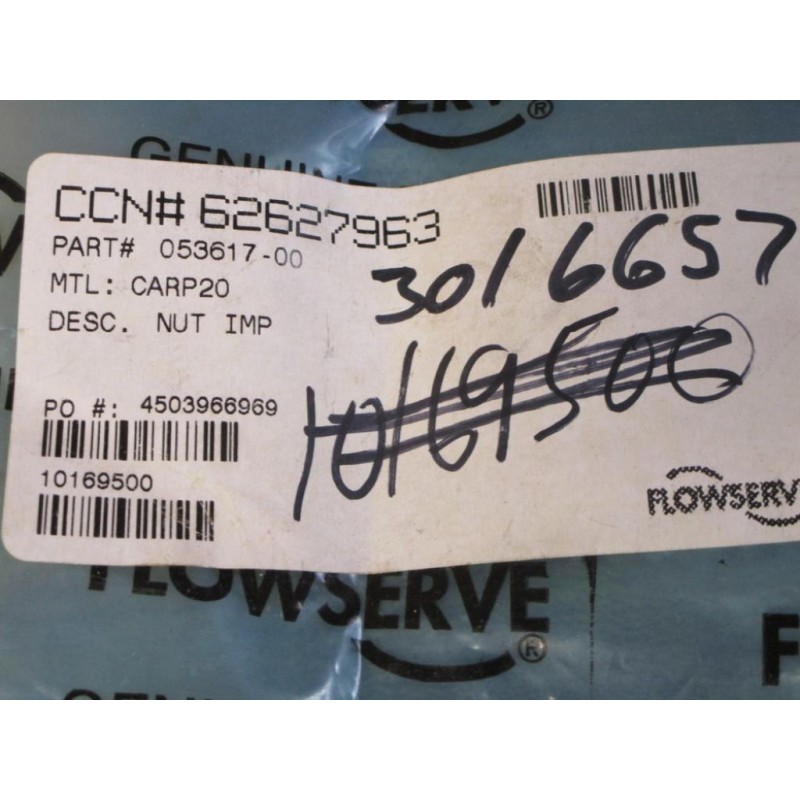 GENUINE
CCN# 62627963
PART# 053617-00
MTL: CARP20
DESC. NUT IMP
3016657
10169500
PO #: 4503966969
10169500
FLOWSERVE
FLOWSERVE®